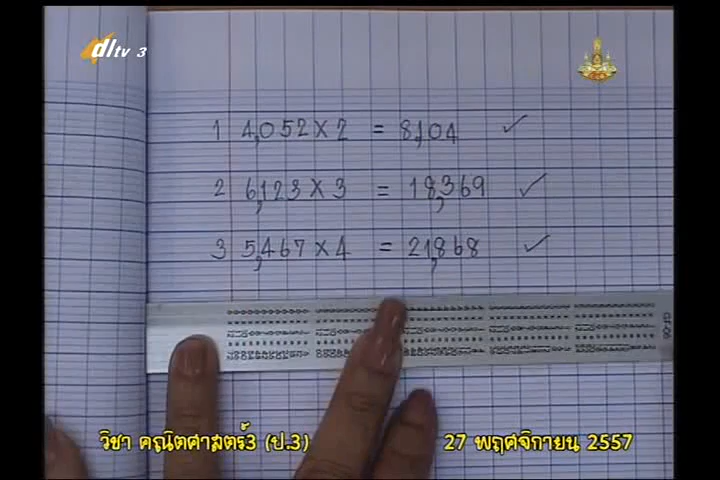 dltv 3
1 4,052 × 2 = 8,104 ✓
2 6,123 × 3 = 18,369 ✓
3 5,467 × 4 = 21,868 ✓
วิชา คณิตศาสตร์3 (ป.3)
27 พฤศจิกายน 2557